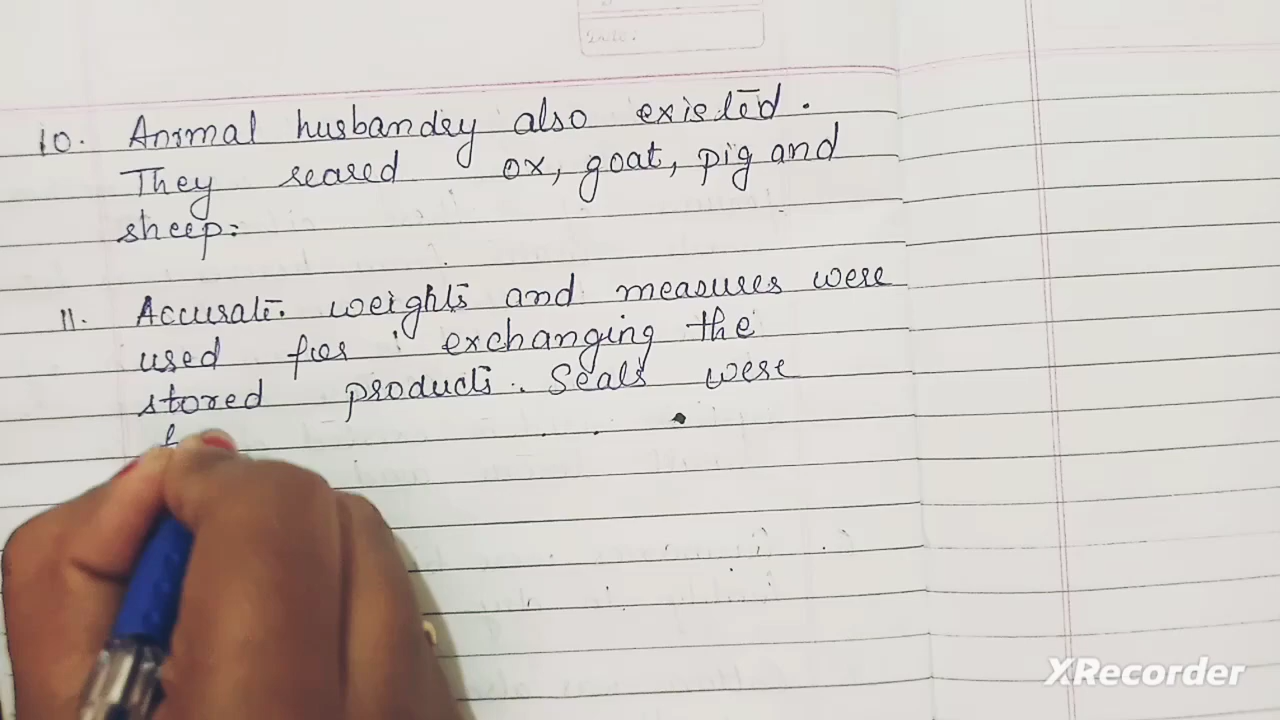 10. Animal husbandry also existed.
They reared ox, goat, pig and
sheep.
11. Accurate weights and measures were
used for exchanging the
stored products. Seals were
XRecorder